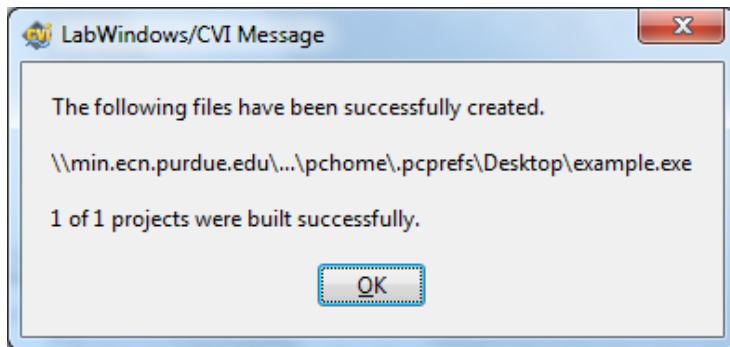 LabWindows/CVI Message
The following files have been successfully created.
\\min.ecn.purdue.edu\...\pchome\.pcprefs\Desktop\example.exe
1 of 1 projects were built successfully.
OK